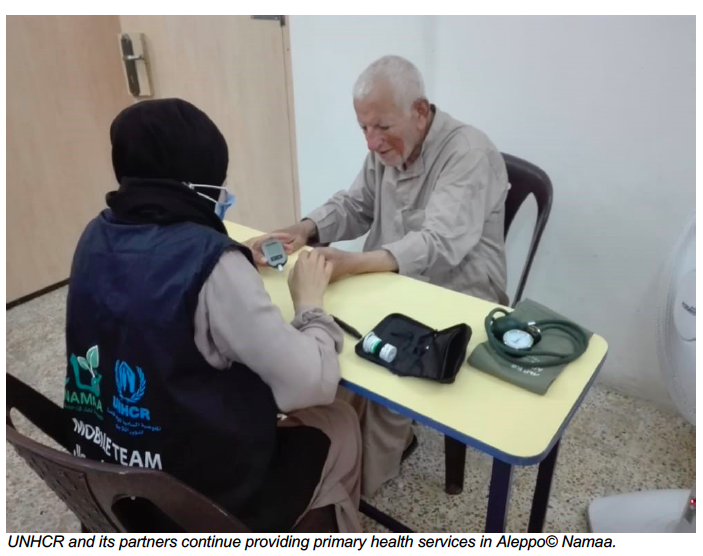 NAMAA
UNHCR
MOBILE TEAM
UNHCR and its partners continue providing primary health services in Aleppo© Namaa.